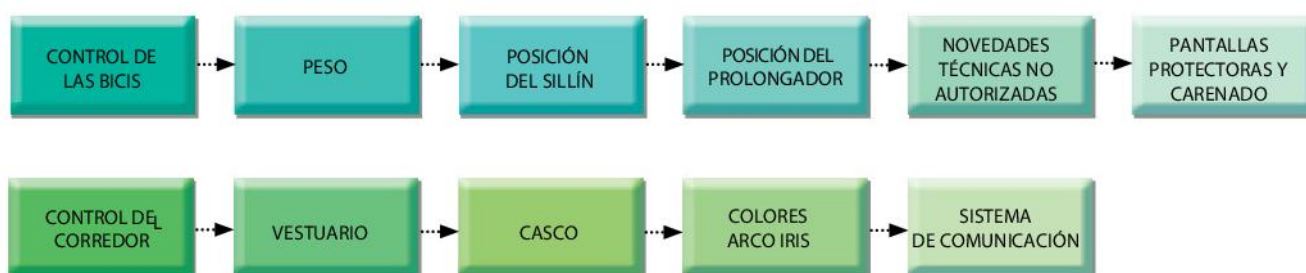 CONTROL DE
LAS BICIS
PESO
POSICIÓN
DEL SILLÍN
POSICIÓN DEL
PROLONGADOR
NOVEDADES
TÉCNICAS NO
AUTORIZADAS
PANTALLAS
PROTECTORAS Y
CARENADO
CONTROL DEL
CORREDOR
VESTUARIO
CASCO
COLORES
ARCO IRIS
SISTEMA
DE COMUNICACIÓN